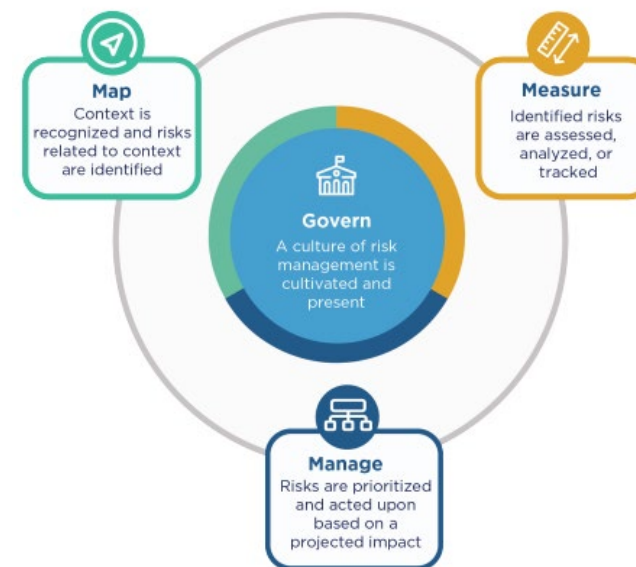 Map
Context is
recognized and risks
related to context
are identified
Measure
Identified risks
are assessed,
analyzed, or
tracked
Govern
A culture of risk
management is
cultivated and
present
Manage
Risks are prioritized
and acted upon
based on a
projected impact